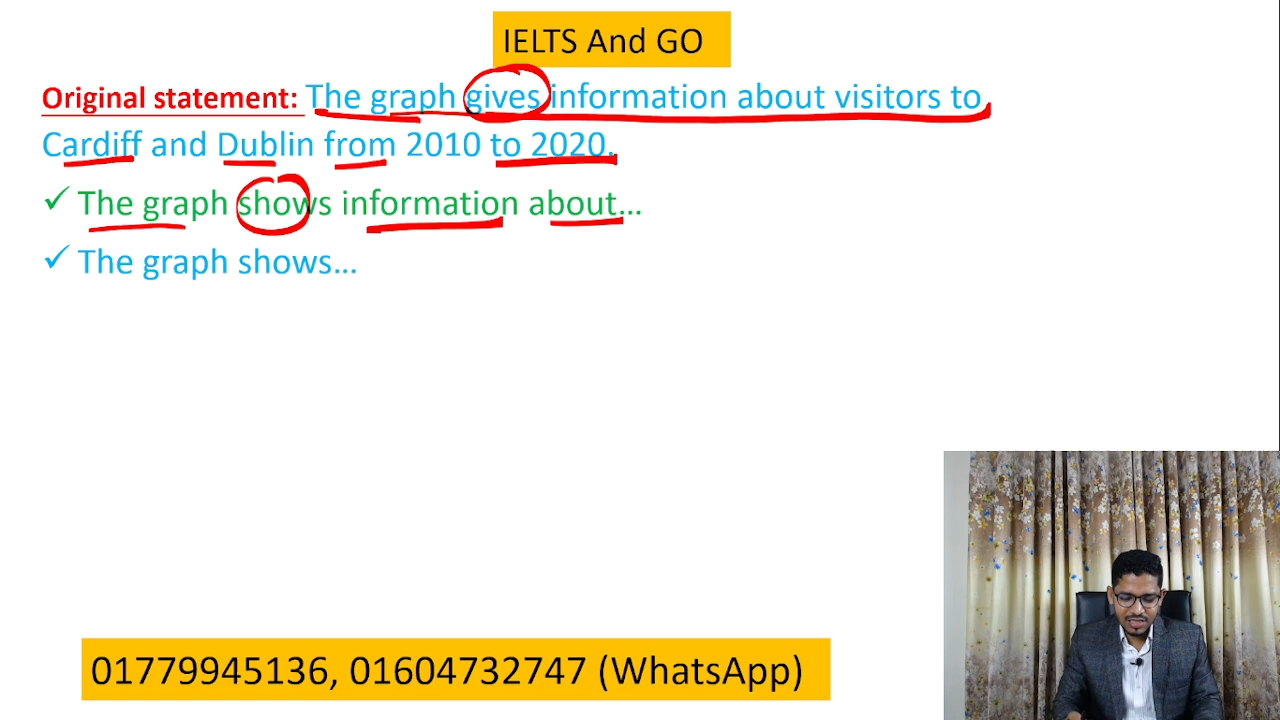 IELTS And GO
Original statement: The graph gives information about visitors to
Cardiff and Dublin from 2010 to 2020.
✓ The graph shows information about...
✓ The graph shows...
01779945136, 01604732747 (WhatsApp)